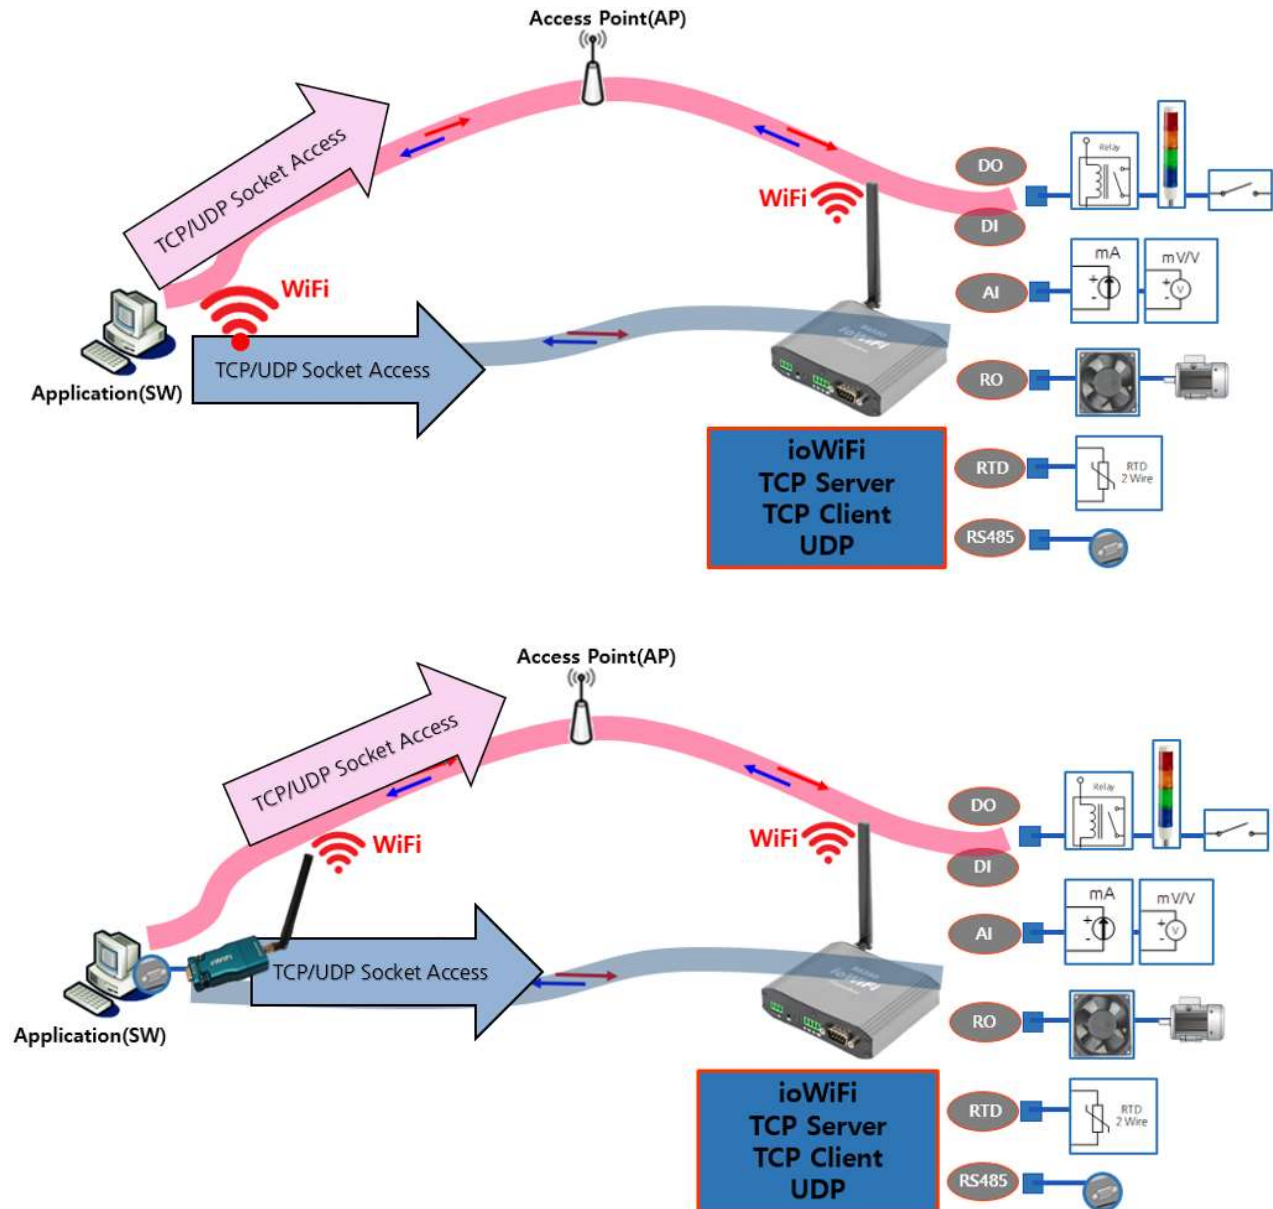 Access Point(AP)
TCP/UDP Socket Access
WiFi
DO
Relay
DI
WiFi
mA
mV/V
AI
V
TCP/UDP Socket Access
ioWiFi
Application(SW)
RO
ioWiFi
TCP Server
TCP Client
UDP
RTD
RTD
2 Wire
RS485
Access Point(AP)
TCP/UDP Socket Access
WiFi
WiFi
DO
Relay
DI
mA
mV/V
AI
V
TCP/UDP Socket Access
ioWiFi
Application(SW)
RO
ioWiFi
TCP Server
TCP Client
UDP
RTD
RTD
2 Wire
RS485